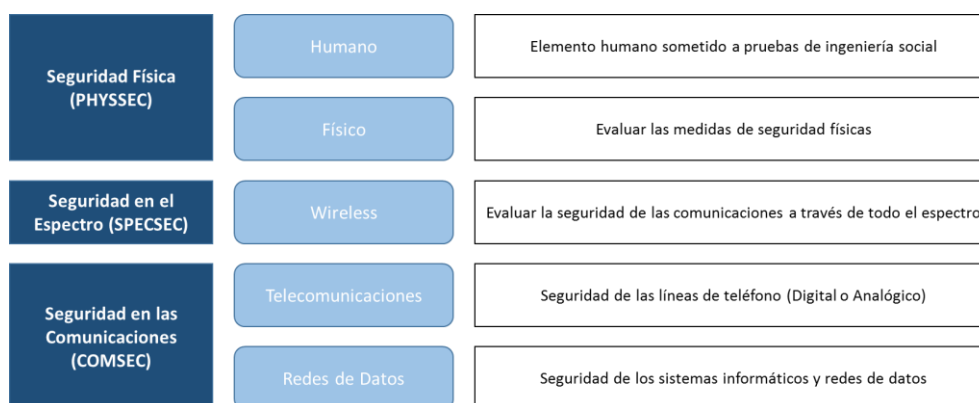 Seguridad Física
(PHYSSEC)
Humano
Elemento humano sometido a pruebas de ingeniería social
Físico
Evaluar las medidas de seguridad físicas
Seguridad en el
Espectro (SPECSEC)
Wireless
Evaluar la seguridad de las comunicaciones a través de todo el espectro
Seguridad en las
Comunicaciones
(COMSEC)
Telecomunicaciones
Seguridad de las líneas de teléfono (Digital o Analógico)
Redes de Datos
Seguridad de los sistemas informáticos y redes de datos